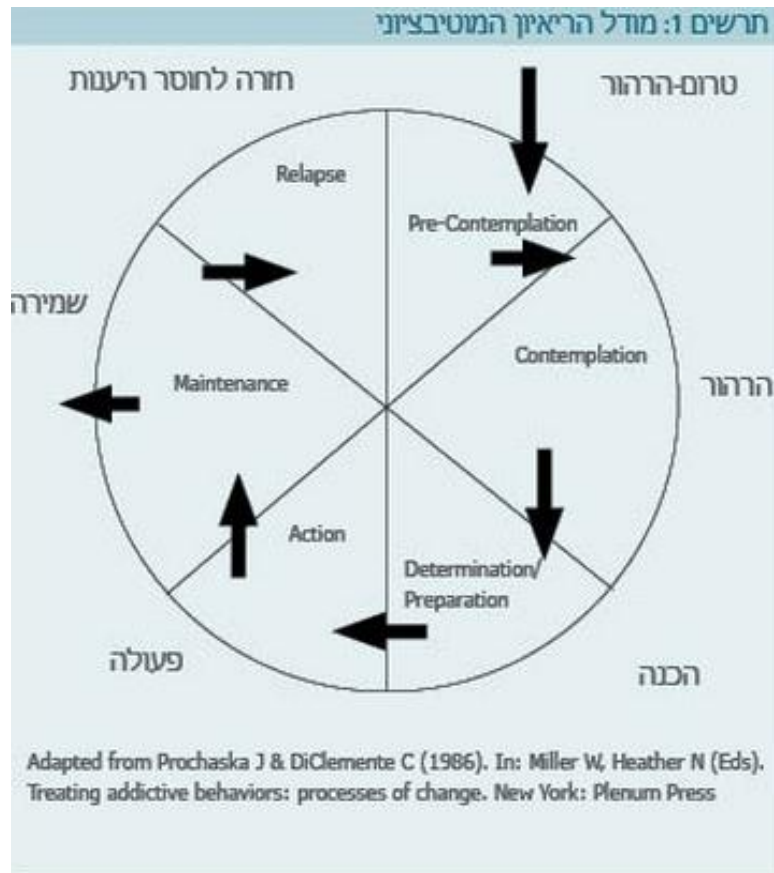 תרשים 1: מודל הריאיון המוטיבציוני
טרום-הרהור
חזרה לחוסר היענות
Relapse
Pre-Contemplation
שמירה
Contemplation
הרהור
Maintenance
Action
Determination/
Preparation
פעולה
הכנה
Adapted from Prochaska J & DiClemente C (1986). In: Miller W, Heather N (Eds).
Treating addictive behaviors: processes of change. New York: Plenum Press